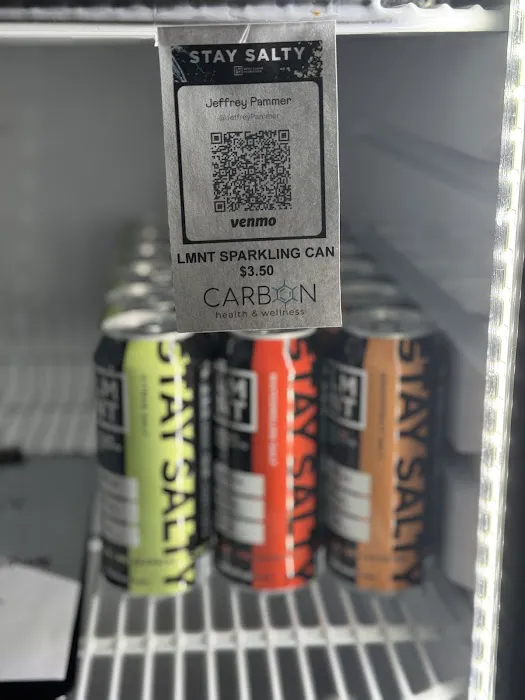 STAY SALTY
Jeffrey Pammer
@JeffreyPammer
venmo
LMNT SPARKLING CAN
$3.50
CARBON
health & wellness
STAY SALTY
STAY SALTY
STAY SALTY